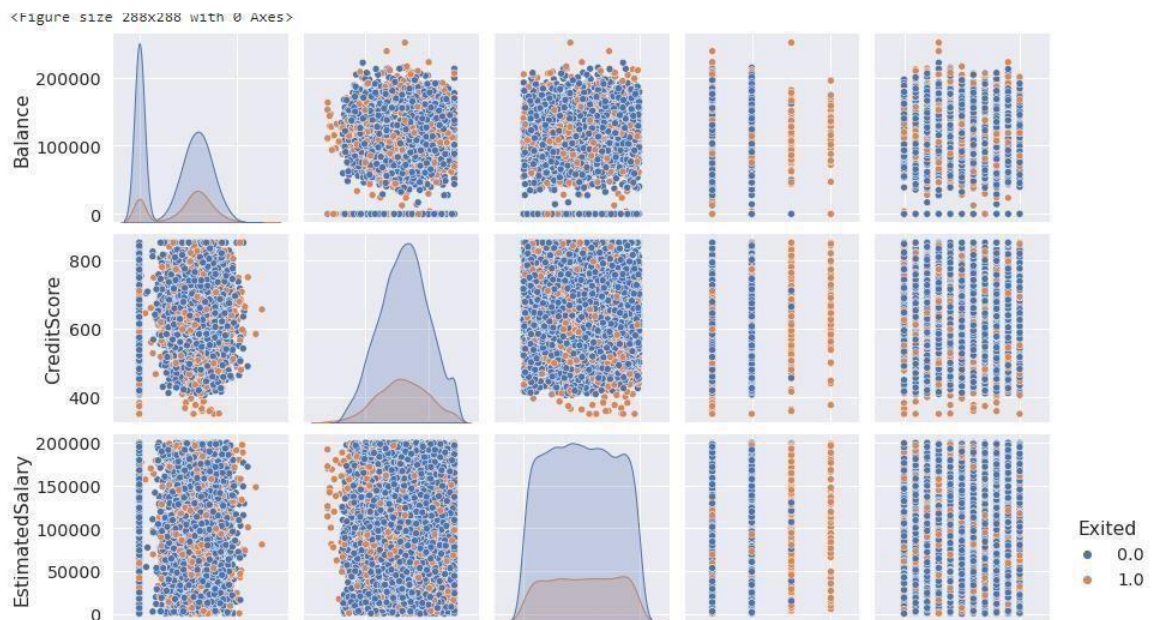 <Figure size 288x288 with 0 Axes>
Balance
200000
100000
0
CreditScore
800
600
400
EstimatedSalary
200000
150000
100000
50000
0
Exited
0.0
1.0